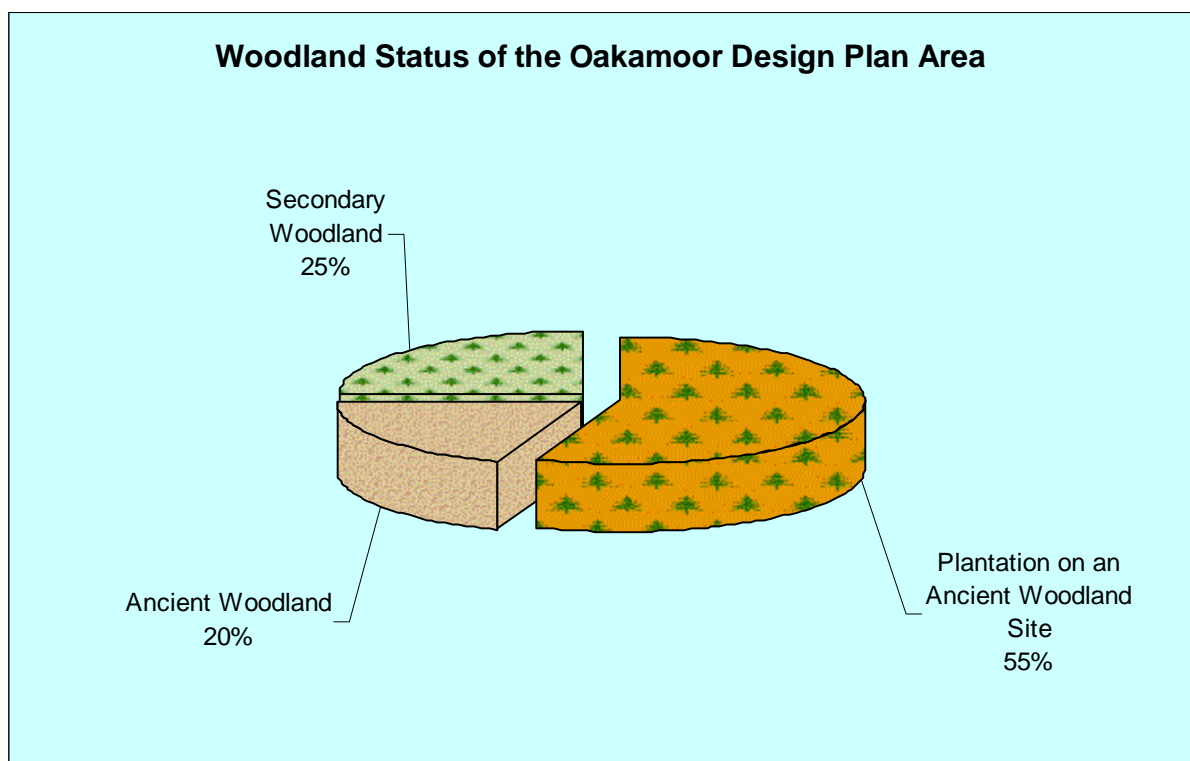 Woodland Status of the Oakamoor Design Plan Area
Secondary
Woodland
25%
Ancient Woodland
20%
Plantation on an
Ancient Woodland
Site
55%